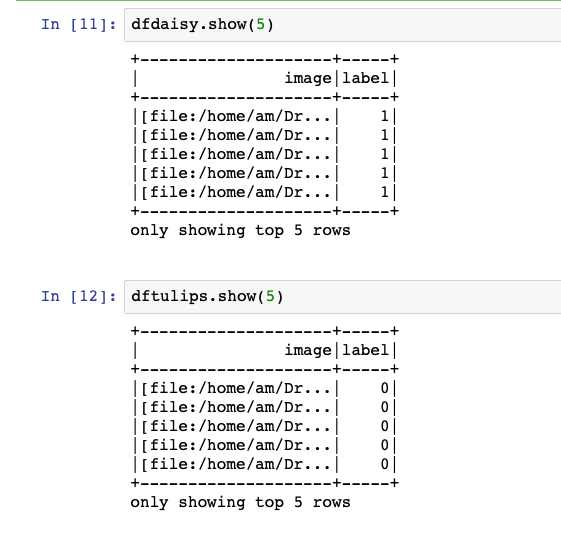 In [11]: dfdaisy.show(5)
+--------------------+-----+
|               image|label|
+--------------------+-----+
|[file:/home/am/Dr...|    1|
|[file:/home/am/Dr...|    1|
|[file:/home/am/Dr...|    1|
|[file:/home/am/Dr...|    1|
|[file:/home/am/Dr...|    1|
+--------------------+-----+
only showing top 5 rows
In [12]: dftulips.show(5)
+--------------------+-----+
|               image|label|
+--------------------+-----+
|[file:/home/am/Dr...|    0|
|[file:/home/am/Dr...|    0|
|[file:/home/am/Dr...|    0|
|[file:/home/am/Dr...|    0|
|[file:/home/am/Dr...|    0|
+--------------------+-----+
only showing top 5 rows